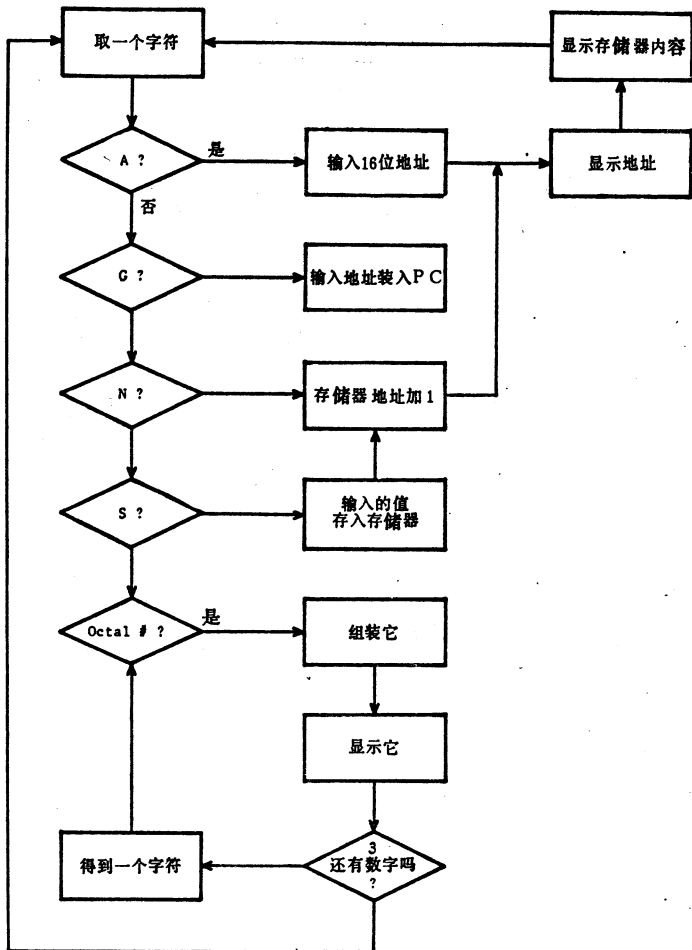 取一个字符
显示存储器内容
A ?
是
输入16位地址
显示地址
否
G ?
输入地址装入PC
N ?
存储器地址加1
S ?
输入的值
存入存储器
Octal # ?
是
组装它
显示它
得到一个字符
3
还有数字吗
?